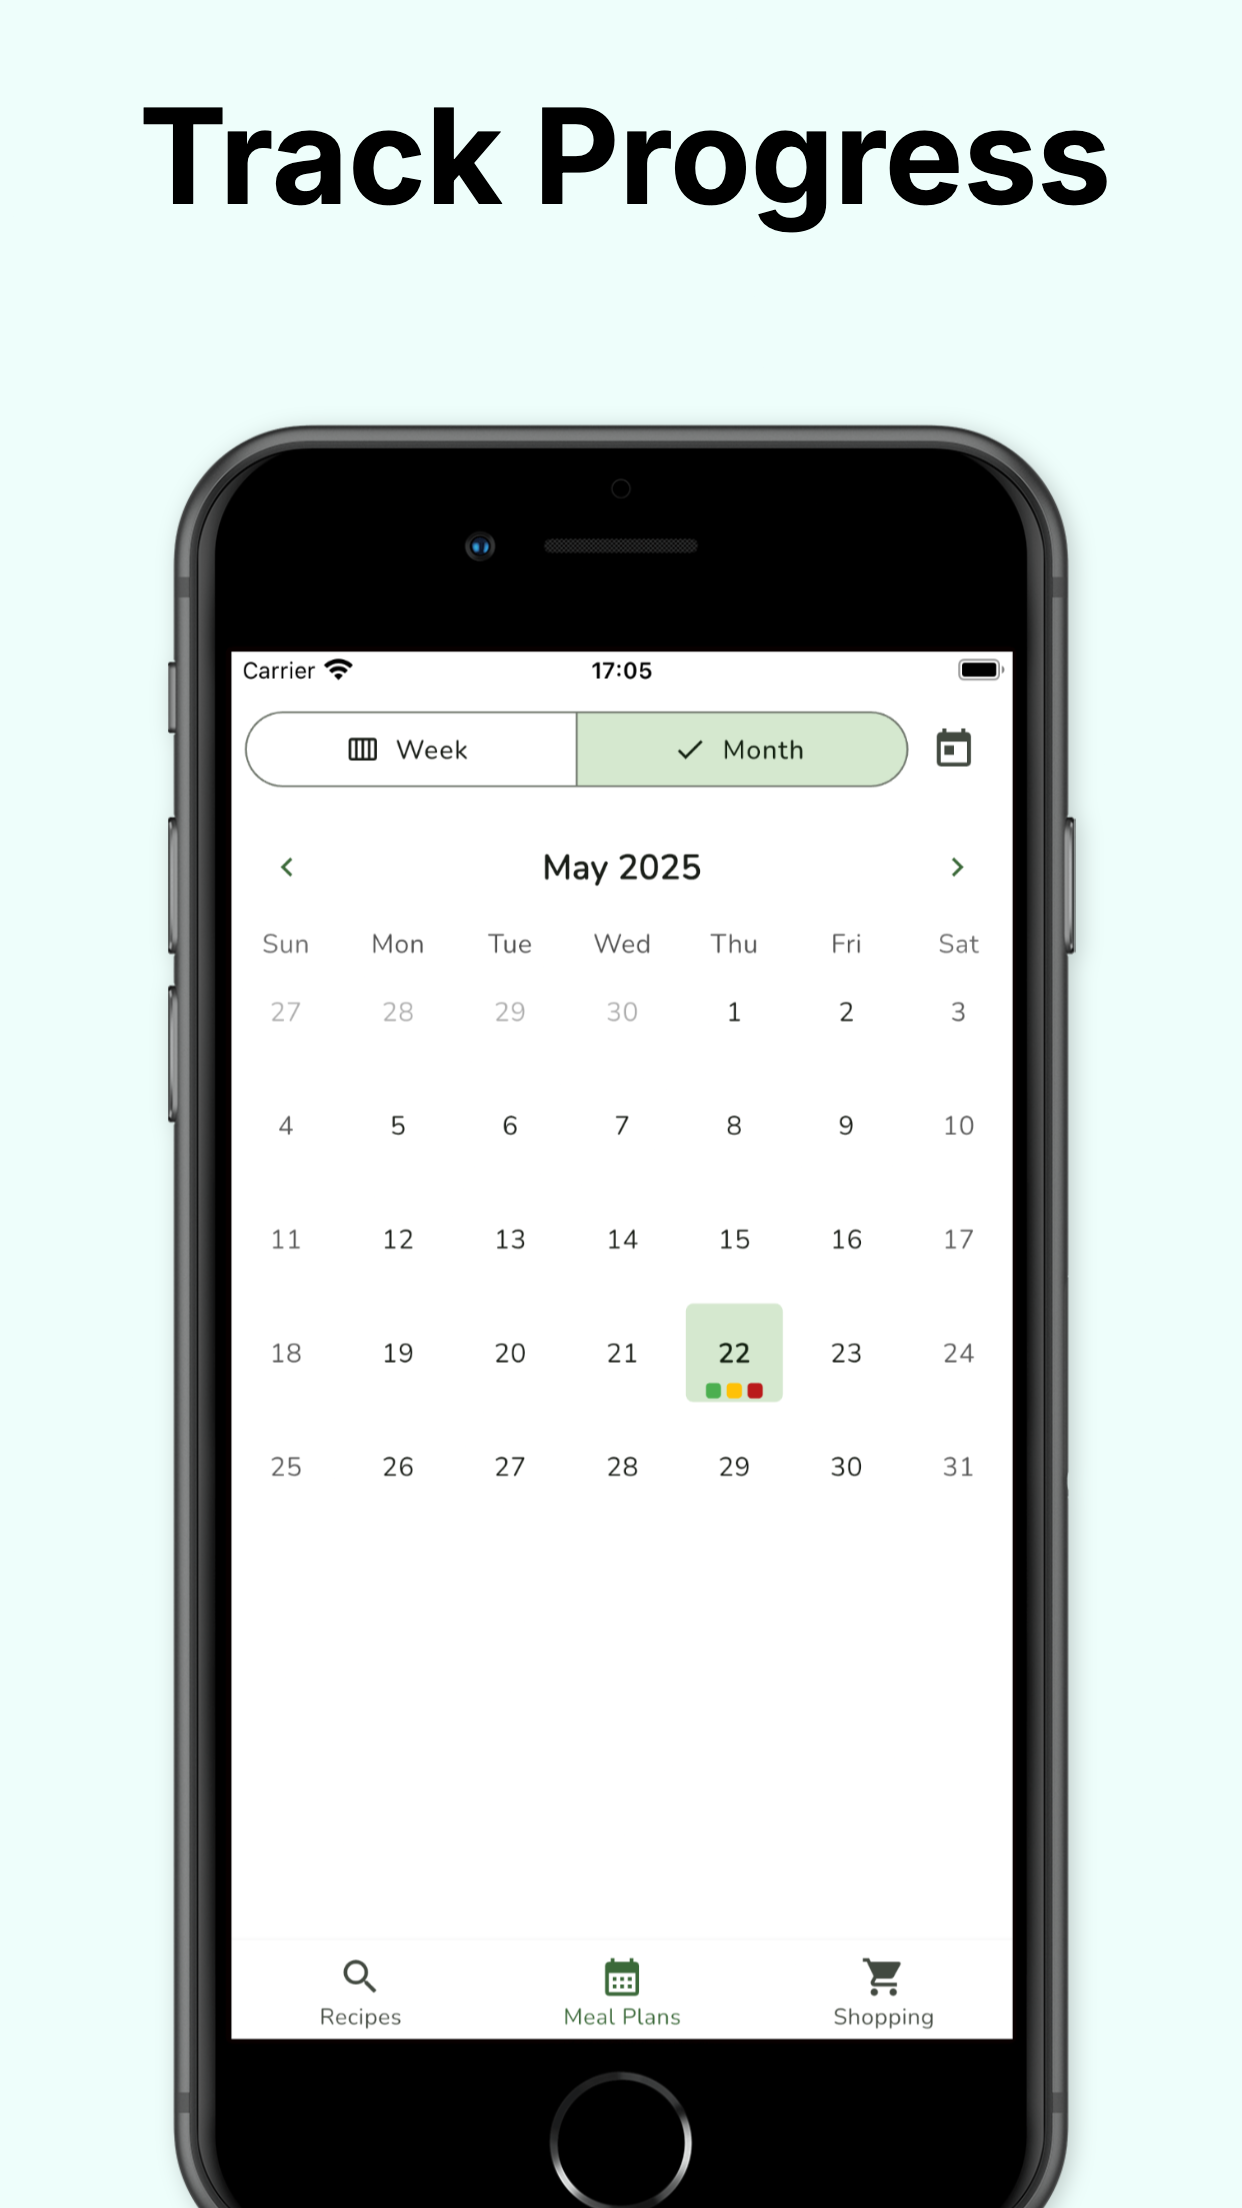 Track Progress
Carrier 17:05
Week Month
May 2025
Sun Mon Tue Wed Thu Fri Sat
27 28 29 30 1 2 3
4 5 6 7 8 9 10
11 12 13 14 15 16 17
18 19 20 21 22 23 24
25 26 27 28 29 30 31
Recipes Meal Plans Shopping